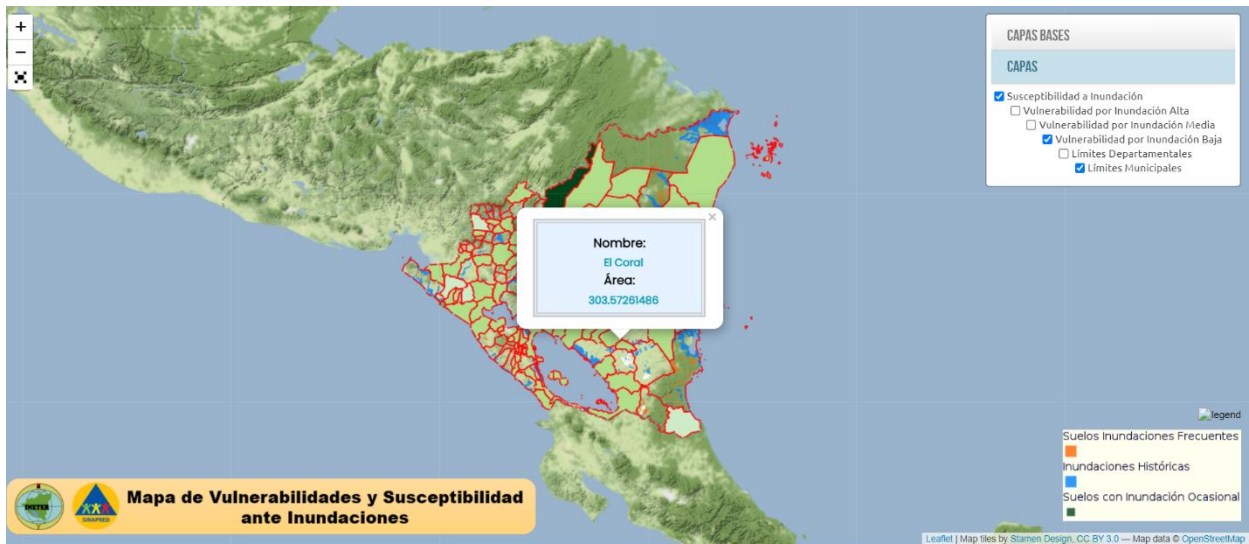 +
−
CAPAS BASES
CAPAS
Susceptibilidad a Inundación
Vulnerabilidad por Inundación Alta
Vulnerabilidad por Inundación Media
Vulnerabilidad por Inundación Baja
Límites Departamentales
Límites Municipales
×
Nombre:
El Coral
Área:
303.57261486
legend
Suelos Inundaciones Frecuentes
Inundaciones Históricas
Suelos con Inundación Ocasional
INETER
SINAPRED
Mapa de Vulnerabilidades y Susceptibilidad
ante Inundaciones
Leaflet | Map tiles by Stamen Design, CC BY 3.0 — Map data © OpenStreetMap